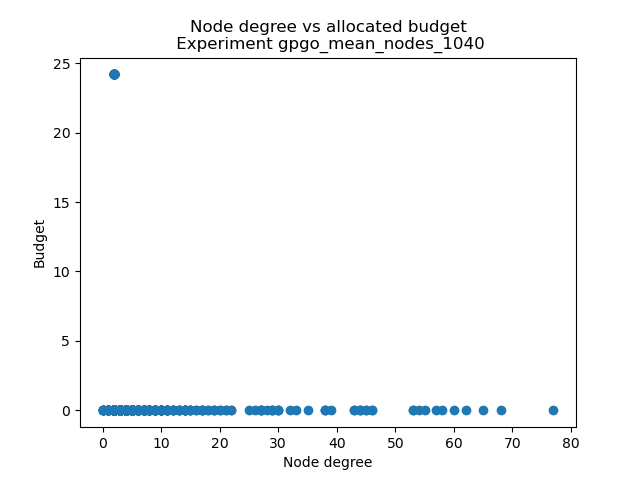 Node degree vs allocated budget
Experiment gpgo_mean_nodes_1040
25
20
15
10
5
0
Budget
0 10 20 30 40 50 60 70 80
Node degree